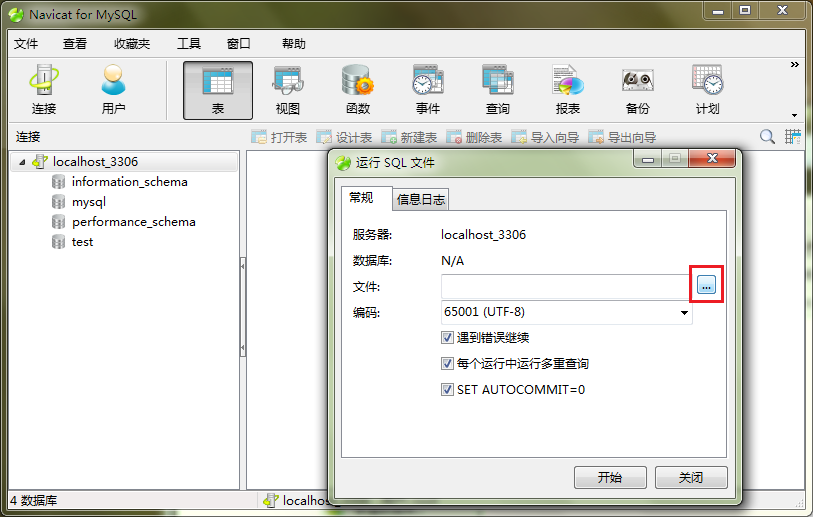 Navicat for MySQL
文件 查看 收藏夹 工具 窗口 帮助
连接 用户 表 视图 函数 事件 查询 报表 备份 计划
连接 打开表 设计表 新建表 删除表 导入向导 导出向导
localhost_3306
information_schema
mysql
performance_schema
test
运行 SQL 文件
常规 信息日志
服务器: localhost_3306
数据库: N/A
文件: ...
编码: 65001 (UTF-8)
遇到错误继续
每个运行中运行多重查询
SET AUTOCOMMIT=0
开始 关闭
4 数据库